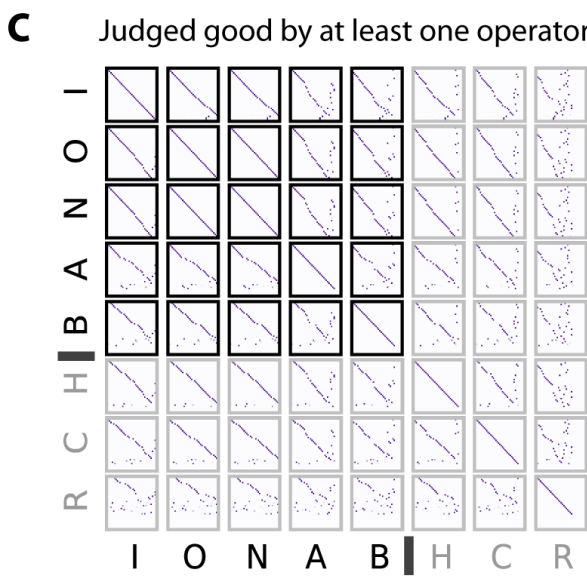 C
Judged good by at least one operator
I
O
N
A
B
H
C
R
I O N A B H C R